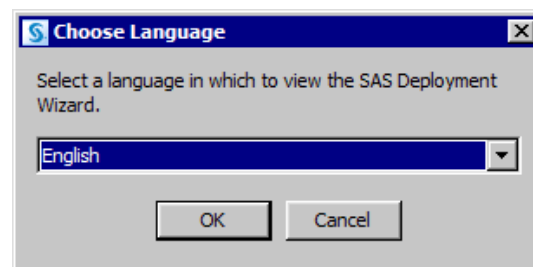 Choose Language
Select a language in which to view the SAS Deployment
Wizard.
English
OK Cancel